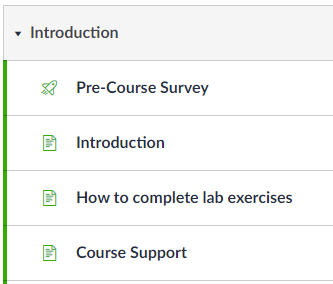 Introduction
Pre-Course Survey
Introduction
How to complete lab exercises
Course Support